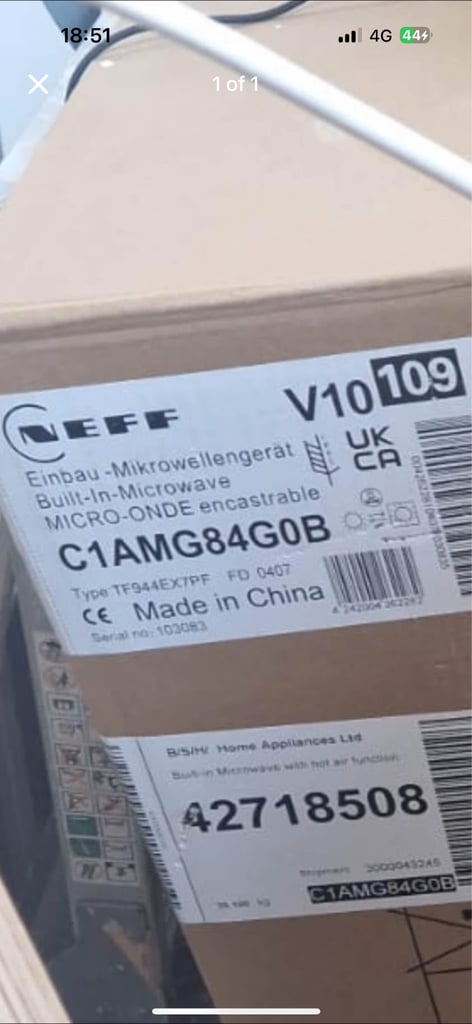 18:51
4G
44
1 of 1
NEFF
V10 109
Einbau-Mikrowellengerät
Built-In-Microwave
MICRO-ONDE encastrable
UK
CA
C1AMG84G0B
Type:TF944EX7PF FD 0407
CE Made in China
Serial no: 103083
B/S/H/ Home Appliances Ltd
Built-in Microwave with hot air function
42718508
Shipment 3000043245
kg
C1AMG84G0B